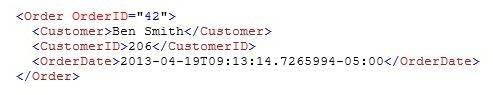 <Order OrderID="42">
<Customer>Ben Smith</Customer>
<CustomerID>206</CustomerID>
<OrderDate>2013-04-19T09:13:14.7265994-05:00</OrderDate>
</Order>